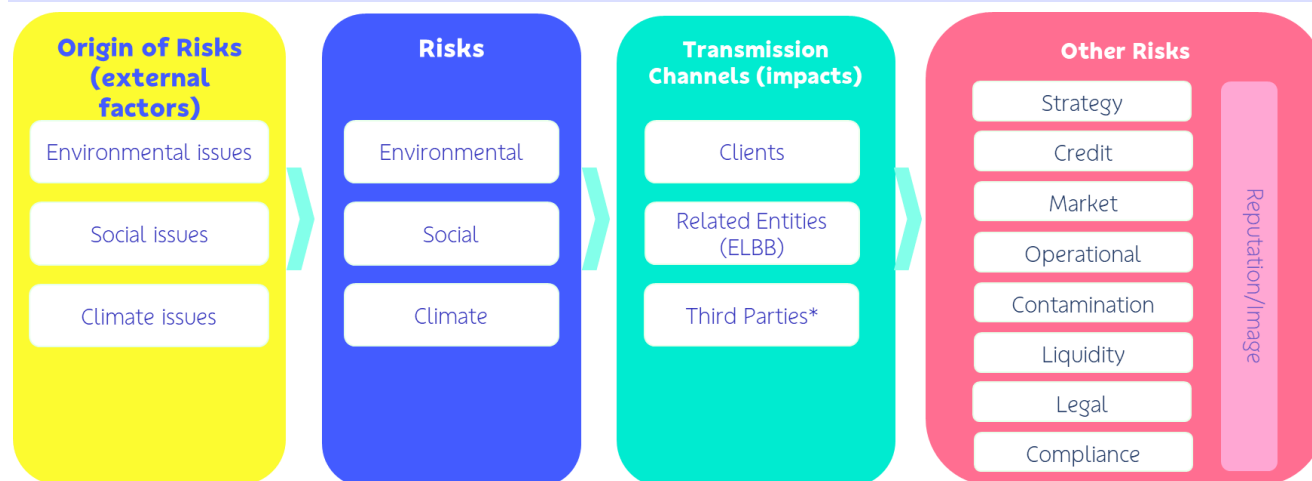 Origin of Risks
(external
factors)
Environmental issues
Social issues
Climate issues
Risks
Environmental
Social
Climate
Transmission
Channels (impacts)
Clients
Related Entities
(ELBB)
Third Parties*
Other Risks
Strategy
Credit
Market
Operational
Contamination
Liquidity
Legal
Compliance
Reputation/Image